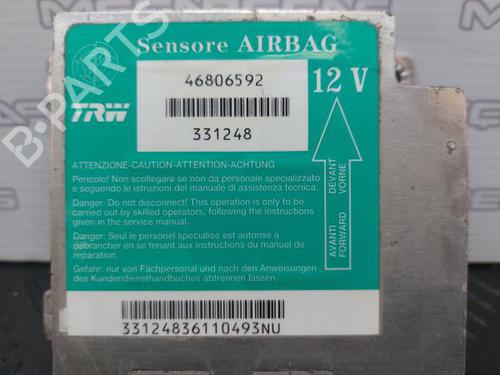 Sensore AIRBAG
46806592
12 V
TRW
331248
ATTENZIONE-CAUTION-ATTENTION-ACHTUNG
Pericolo! Non scollegare se non da personale specializzato
e seguendo le istruzioni del manuale di assistenza tecnica.
Danger: Do not disconnect! This operation is only to be
carried out by skilled operators, following the instructions
given in the service manual.
Danger: Seul le personel specialisé est autorisé à
débrancher en se tenant aux instructions du manuel de
reparation.
Gefahr: nur von Fachpersonal und nach den Anweisungen
des Kundendiensthandbuches abtrennen lassen.
AVANTI DEVANT
FORWARD VORNE
33124836110493NU
B-PARTS